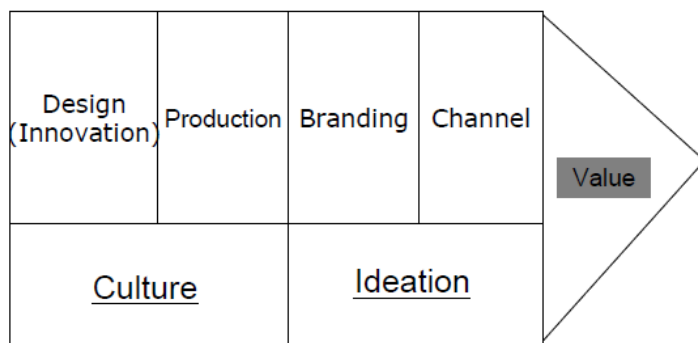 Design
(Innovation)
Production
Branding
Channel
Value
Culture
Ideation